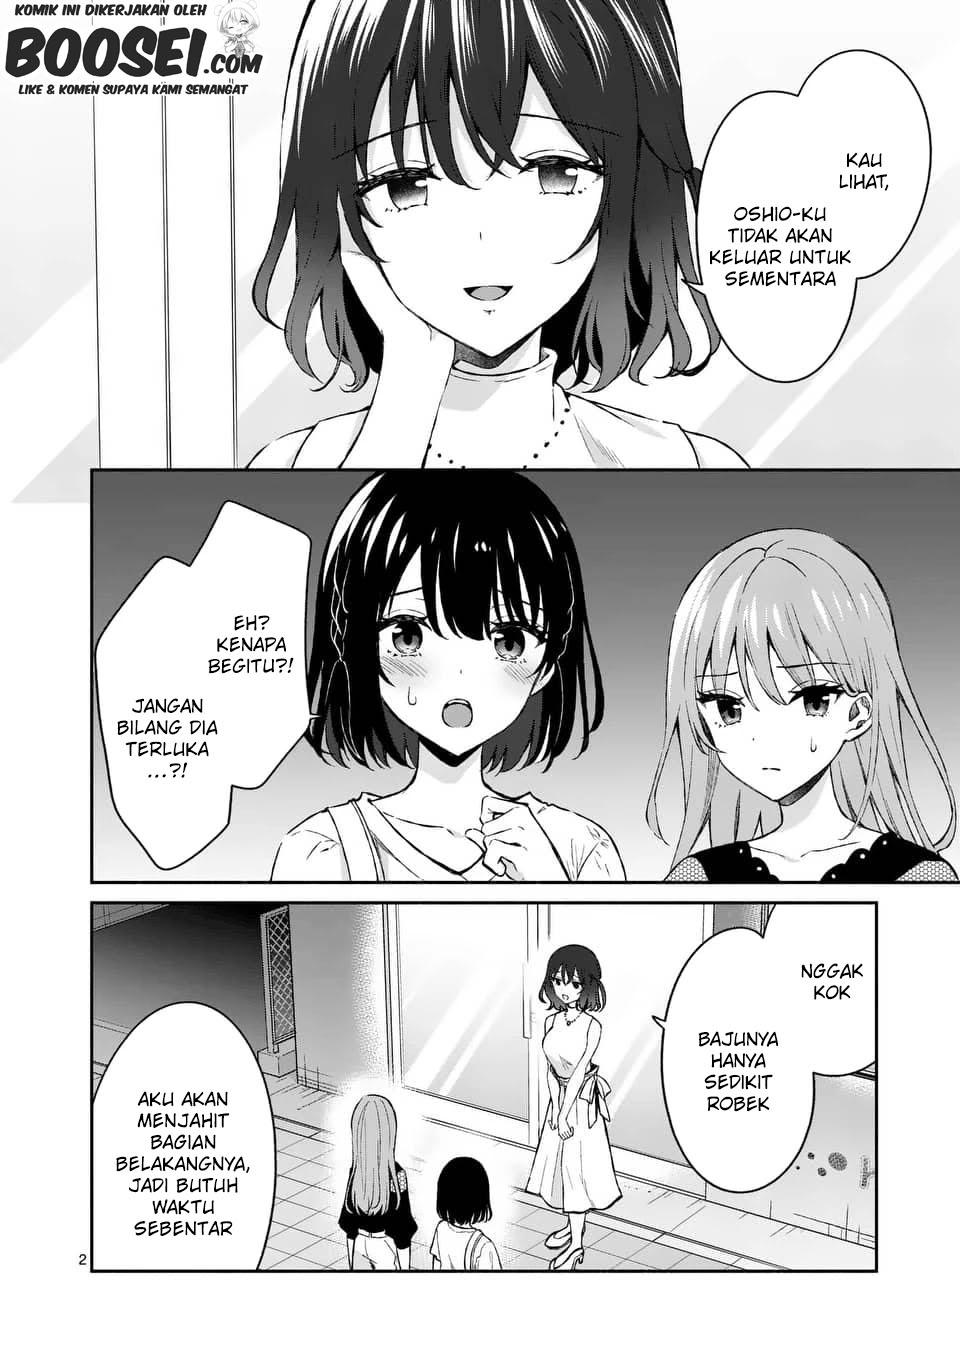 KOMIK INI DIKERJAKAN OLEH
BOOSEI.COM
LIKE & KOMEN SUPAYA KAMI SEMANGAT
KAU
LIHAT,
OSHIO-KU
TIDAK AKAN
KELUAR UNTUK
SEMENTARA
EH?
KENAPA
BEGITU?!
JANGAN
BILANG DIA
TERLUKA
...?!
NGGAK
KOK
BAJUNYA
HANYA
SEDIKIT
ROBEK
AKU AKAN
MENJAHIT
BAGIAN
BELAKANGNYA,
JADI BUTUH
WAKTU
SEBENTAR
2